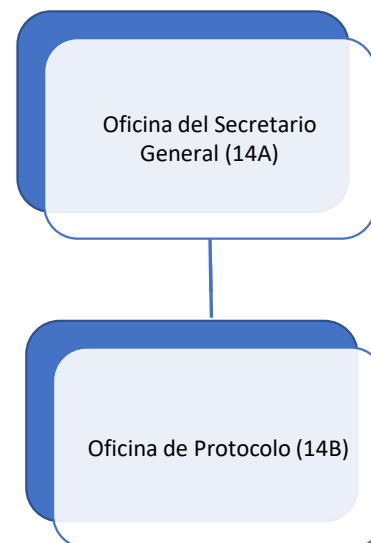 Oficina del Secretario
General (14A)
Oficina de Protocolo (14B)